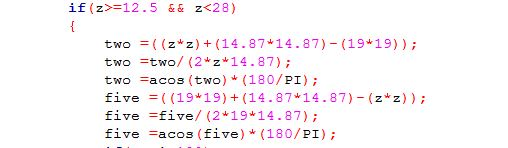 if(z>=12.5 && z<28)
{
two =((z*z)+(14.87*14.87)-(19*19));
two =two/(2*z*14.87);
two =acos(two)*(180/PI);
five =((19*19)+(14.87*14.87)-(z*z));
five =five/(2*19*14.87);
five =acos(five)*(180/PI);